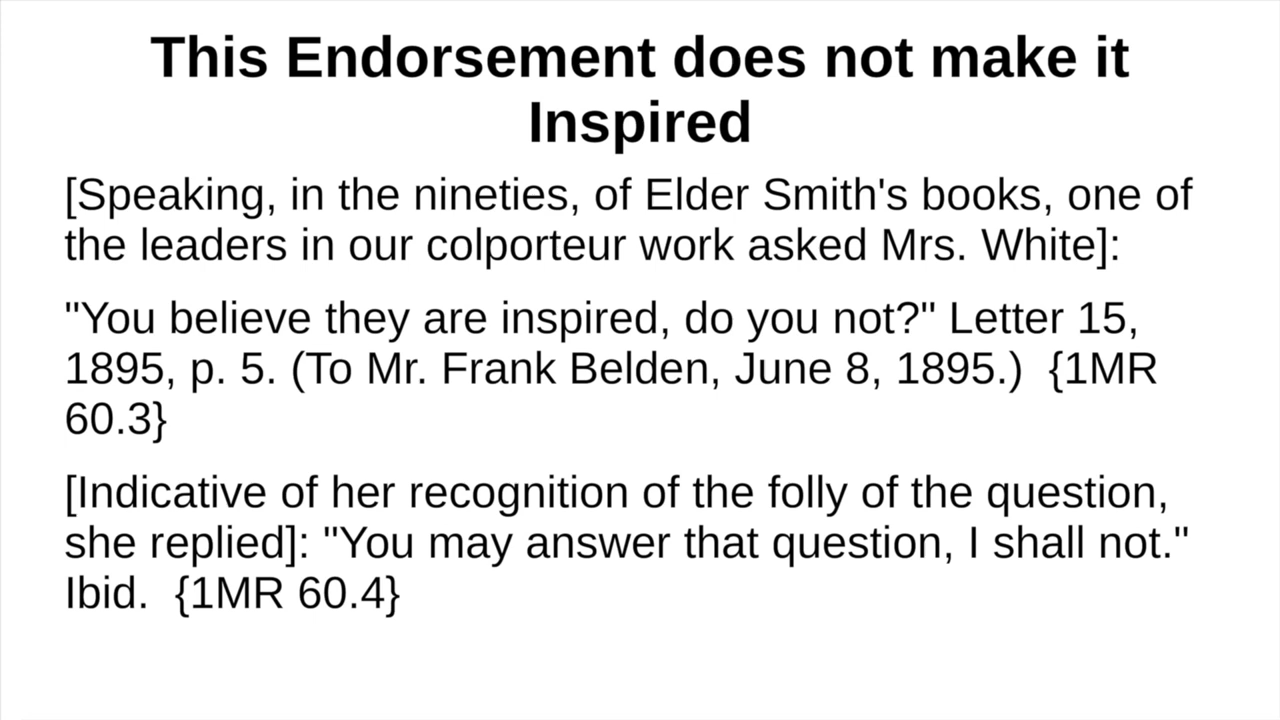 This Endorsement does not make it
Inspired
[Speaking, in the nineties, of Elder Smith's books, one of
the leaders in our colporteur work asked Mrs. White]:
"You believe they are inspired, do you not?" Letter 15,
1895, p. 5. (To Mr. Frank Belden, June 8, 1895.)  {1MR
60.3}
[Indicative of her recognition of the folly of the question,
she replied]: "You may answer that question, I shall not."
Ibid.  {1MR 60.4}